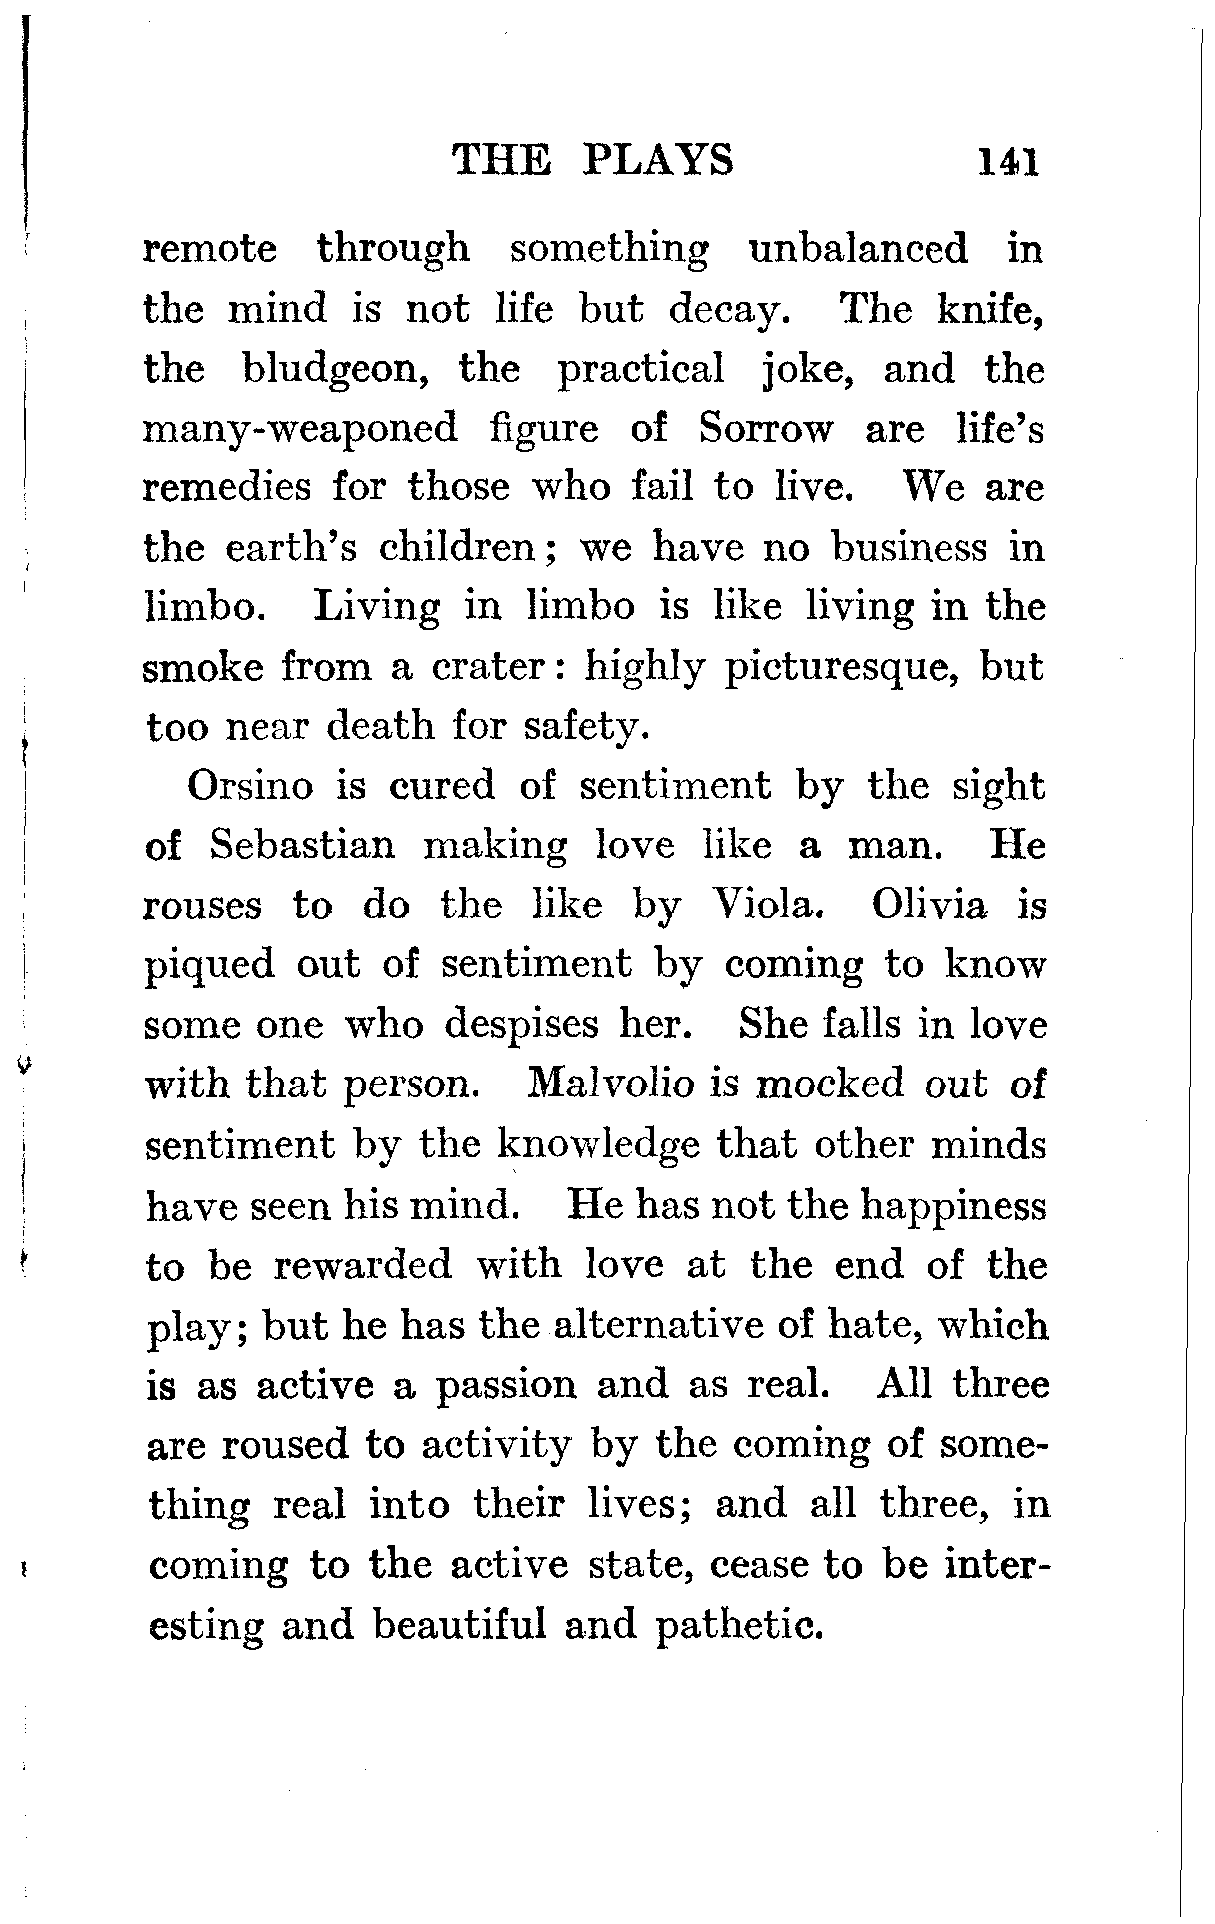 THE PLAYS 141
remote through something unbalanced in
the mind is not life but decay. The knife,
the bludgeon, the practical joke, and the
many-weaponed figure of Sorrow are life's
remedies for those who fail to live. We are
the earth's children; we have no business in
limbo. Living in limbo is like living in the
smoke from a crater: highly picturesque, but
too near death for safety.
Orsino is cured of sentiment by the sight
of Sebastian making love like a man. He
rouses to do the like by Viola. Olivia is
piqued out of sentiment by coming to know
some one who despises her. She falls in love
with that person. Malvolio is mocked out of
sentiment by the knowledge that other minds
have seen his mind. He has not the happiness
to be rewarded with love at the end of the
play; but he has the alternative of hate, which
is as active a passion and as real. All three
are roused to activity by the coming of some-
thing real into their lives; and all three, in
coming to the active state, cease to be inter-
esting and beautiful and pathetic.